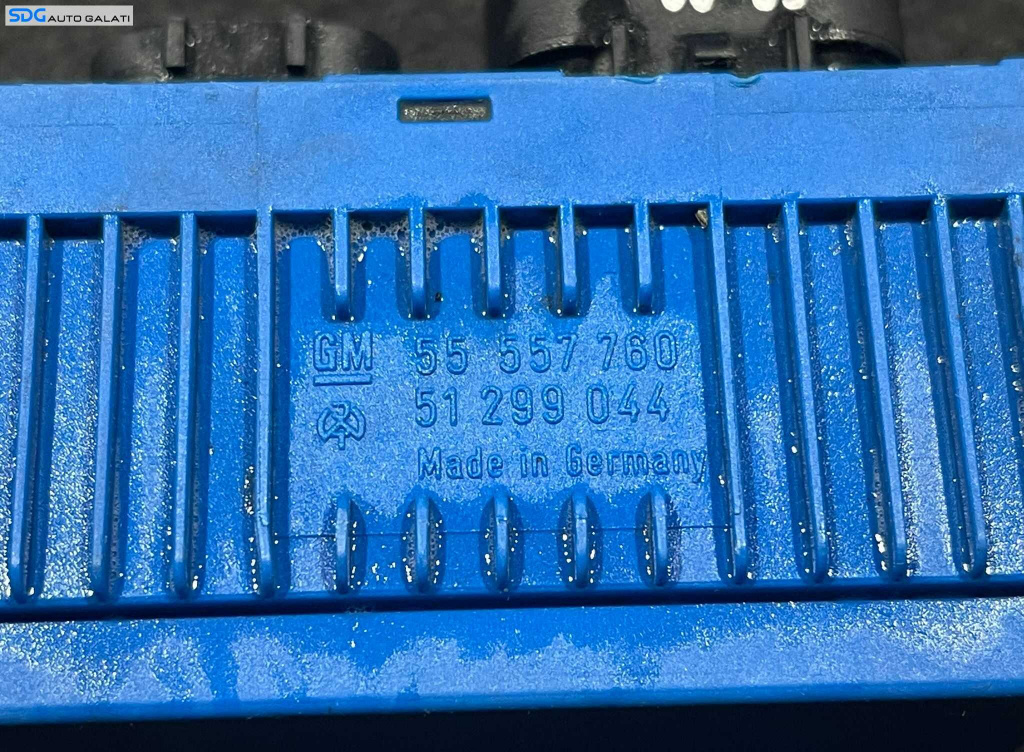 SDG AUTO GALATI
GM 55 557 760
51 299 044
Made in Germany